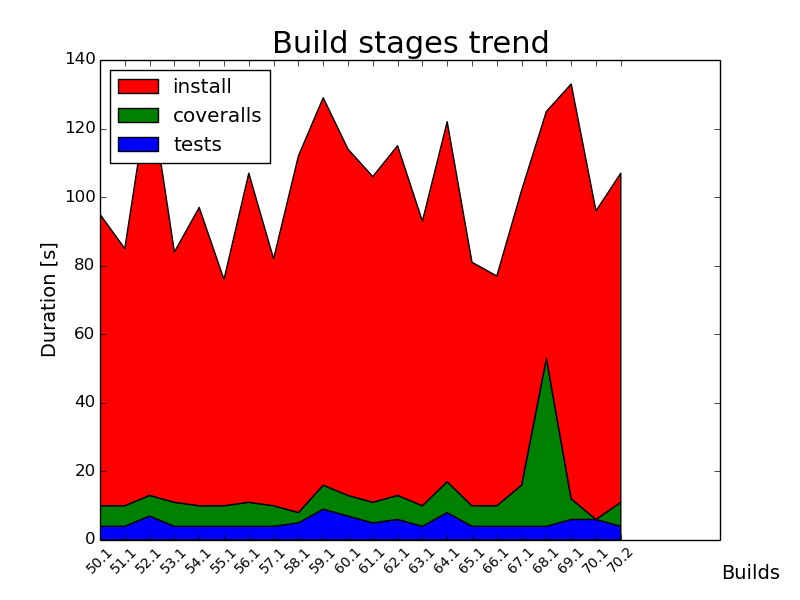 Build stages trend
140
120
100
80
60
40
20
0
Duration [s]
install
coveralls
tests
50.1 51.1 52.1 53.1 54.1 55.1 56.1 57.1 58.1 59.1 60.1 61.1 62.1 63.1 64.1 65.1 66.1 67.1 68.1 69.1 70.1 70.2
Builds